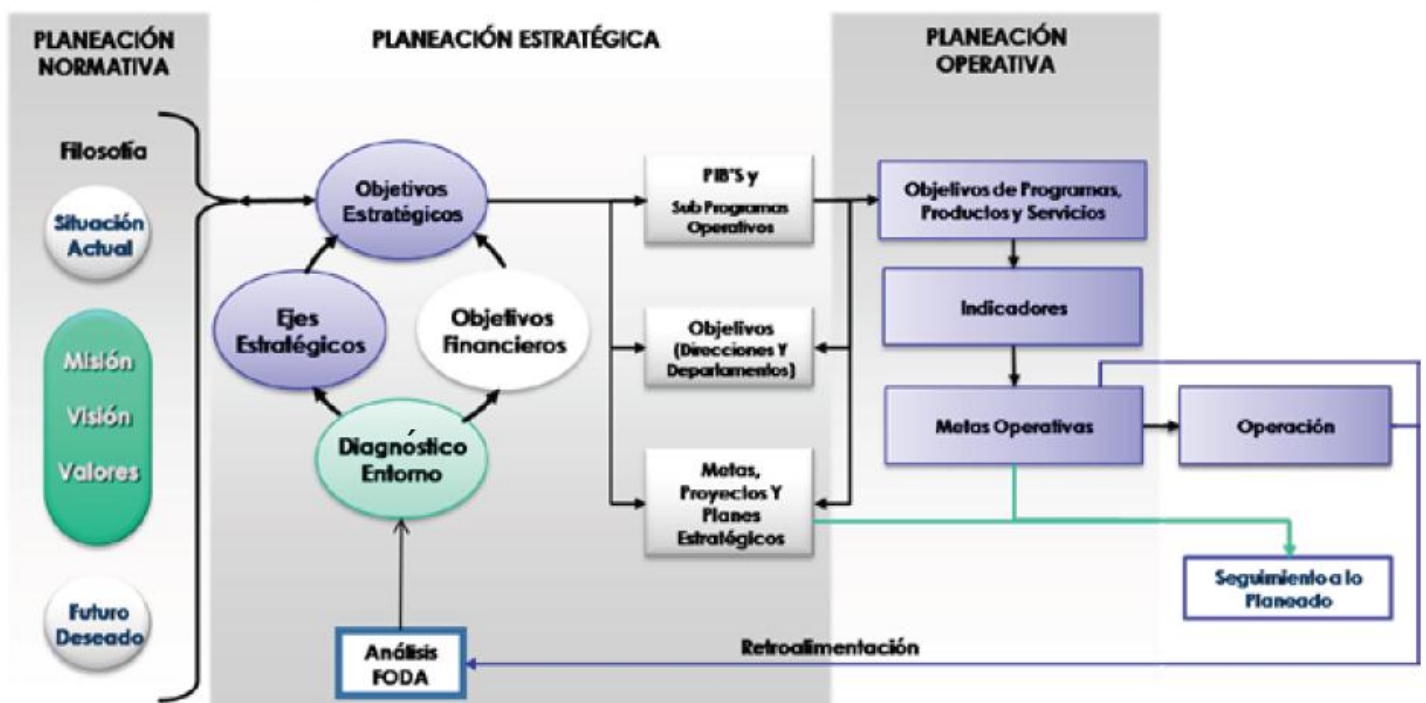 PLANEACIÓN
NORMATIVA
PLANEACIÓN ESTRATÉGICA
PLANEACIÓN
OPERATIVA
Filosofía
Situación
Actual
Misión
Visión
Valores
Futuro
Deseado
Objetivos
Estratégicos
Ejes
Estratégicos
Objetivos
Financieros
Diagnóstico
Entorno
Análisis
FODA
PIB'S y
Sub Programas
Operativos
Objetivos
(Direcciones Y
Departamentos)
Metas,
Proyectos Y
Planes
Estratégicos
Objetivos de Programas,
Productos y Servicios
Indicadores
Metas Operativas
Operación
Seguimiento a lo
Planeado
Retroalimentación